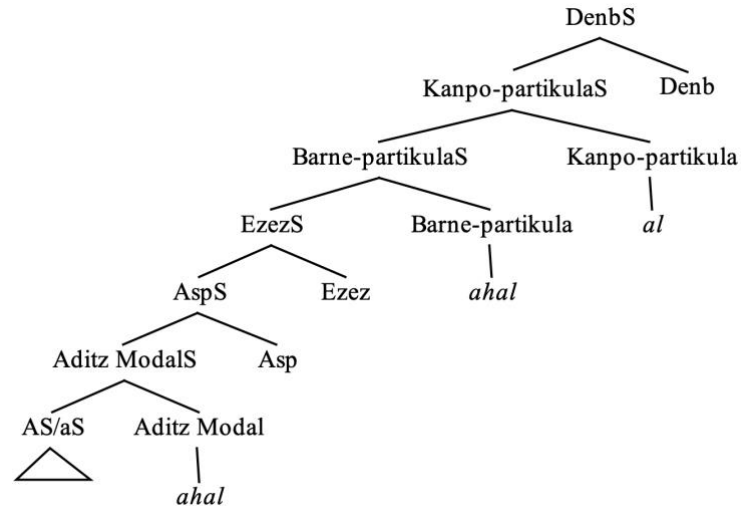 DenbS
Kanpo-partikulaS Denb
Barne-partikulaS Kanpo-partikula
EzezS Barne-partikula al
AspS Ezez ahal
Aditz ModalS Asp
AS/aS Aditz Modal
ahal